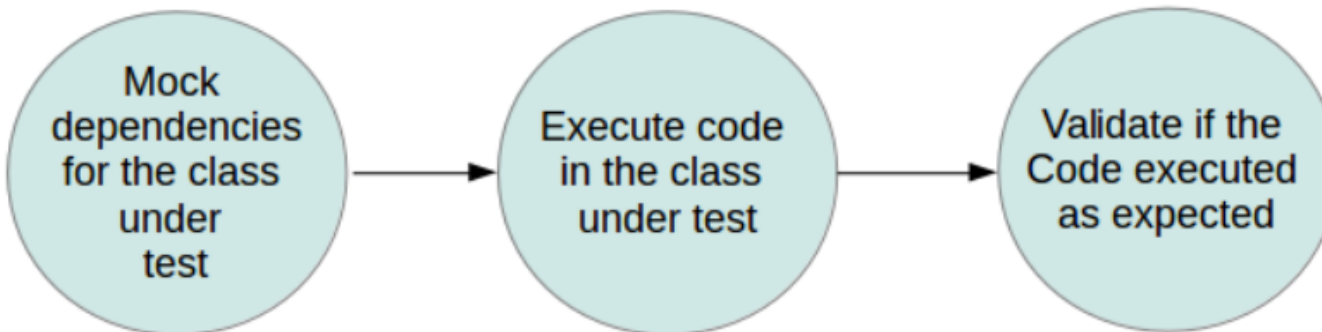 Mock
dependencies
for the class
under
test
Execute code
in the class
under test
Validate if the
Code executed
as expected